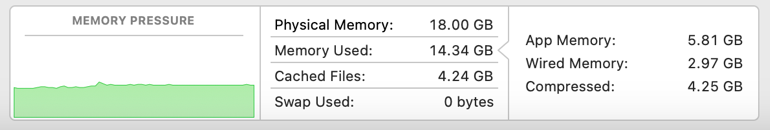 MEMORY PRESSURE
Physical Memory: 18.00 GB
Memory Used: 14.34 GB
Cached Files: 4.24 GB
Swap Used: 0 bytes
App Memory: 5.81 GB
Wired Memory: 2.97 GB
Compressed: 4.25 GB